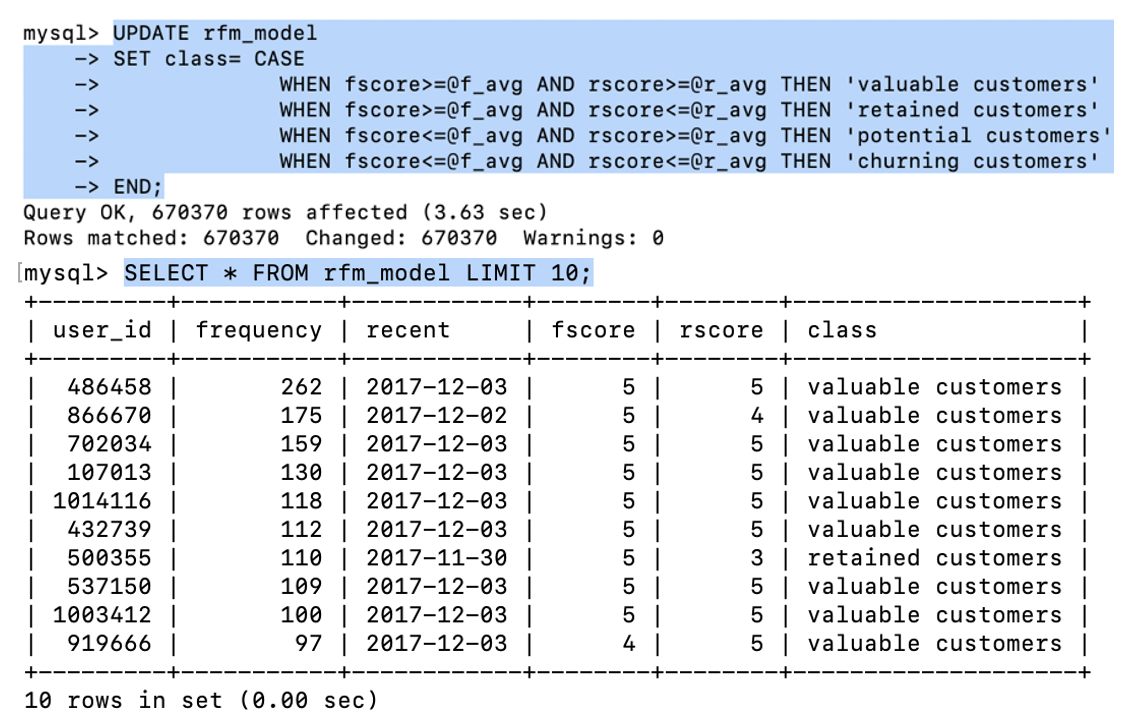 mysql> UPDATE rfm_model
    -> SET class= CASE
    ->              WHEN fscore>=@f_avg AND rscore>=@r_avg THEN 'valuable customers'
    ->              WHEN fscore>=@f_avg AND rscore<=@r_avg THEN 'retained customers'
    ->              WHEN fscore<=@f_avg AND rscore>=@r_avg THEN 'potential customers'
    ->              WHEN fscore<=@f_avg AND rscore<=@r_avg THEN 'churning customers'
    -> END;
Query OK, 670370 rows affected (3.63 sec)
Rows matched: 670370  Changed: 670370  Warnings: 0
[mysql> SELECT * FROM rfm_model LIMIT 10;
+---------+-----------+------------+--------+--------+--------------------+
| user_id | frequency | recent     | fscore | rscore | class              |
+---------+-----------+------------+--------+--------+--------------------+
|  486458 |       262 | 2017-12-03 |      5 |      5 | valuable customers |
|  866670 |       175 | 2017-12-02 |      5 |      4 | valuable customers |
|  702034 |       159 | 2017-12-03 |      5 |      5 | valuable customers |
|  107013 |       130 | 2017-12-03 |      5 |      5 | valuable customers |
| 1014116 |       118 | 2017-12-03 |      5 |      5 | valuable customers |
|  432739 |       112 | 2017-12-03 |      5 |      5 | valuable customers |
|  500355 |       110 | 2017-11-30 |      5 |      3 | retained customers |
|  537150 |       109 | 2017-12-03 |      5 |      5 | valuable customers |
| 1003412 |       100 | 2017-12-03 |      5 |      5 | valuable customers |
|  919666 |        97 | 2017-12-03 |      4 |      5 | valuable customers |
+---------+-----------+------------+--------+--------+--------------------+
10 rows in set (0.00 sec)